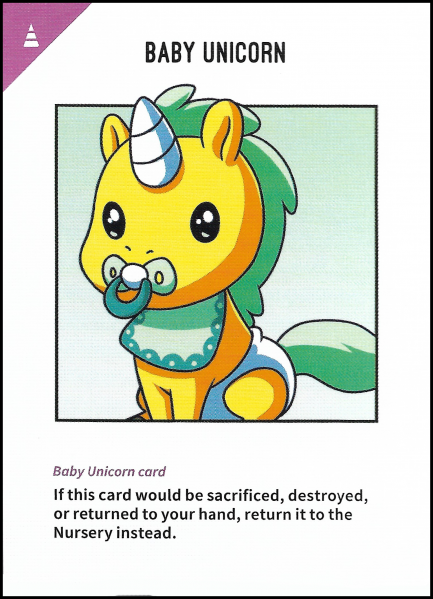 BABY UNICORN
Baby Unicorn card
If this card would be sacrificed, destroyed,
or returned to your hand, return it to the
Nursery instead.